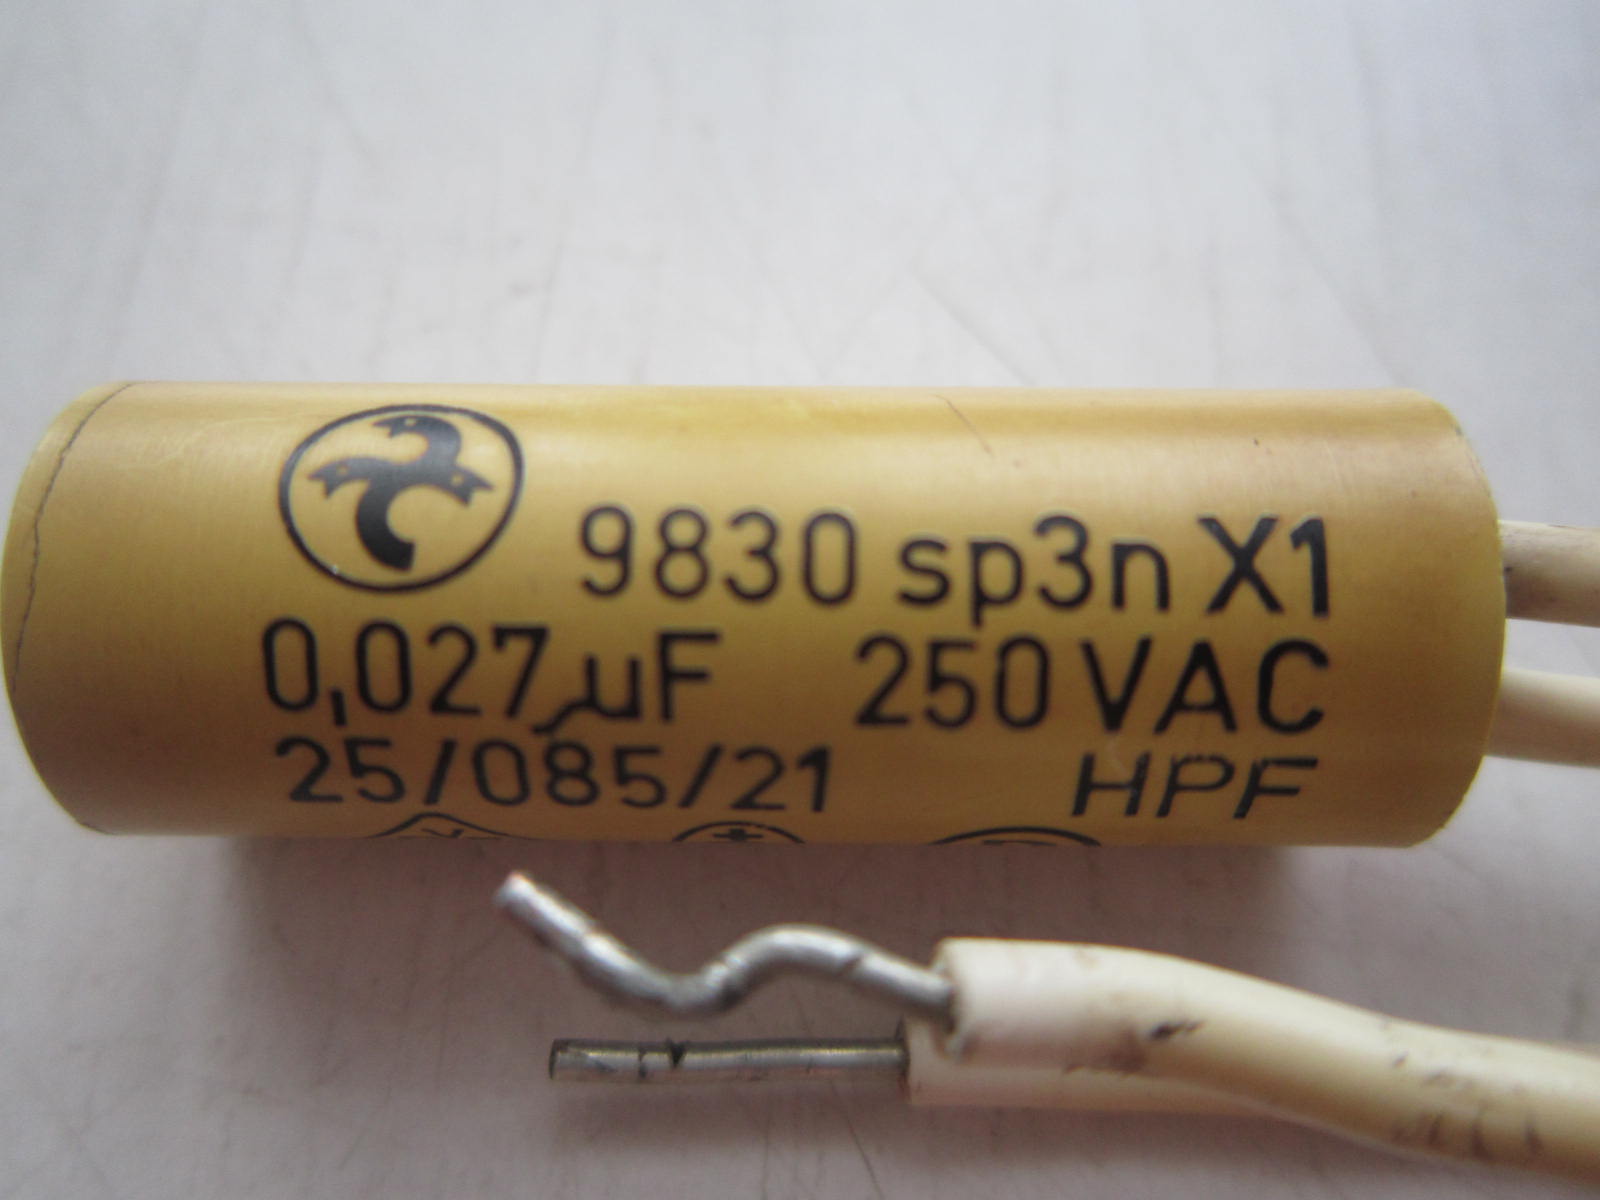 9830 sp3n X1
0,027µF 250 VAC
25/085/21 HPF